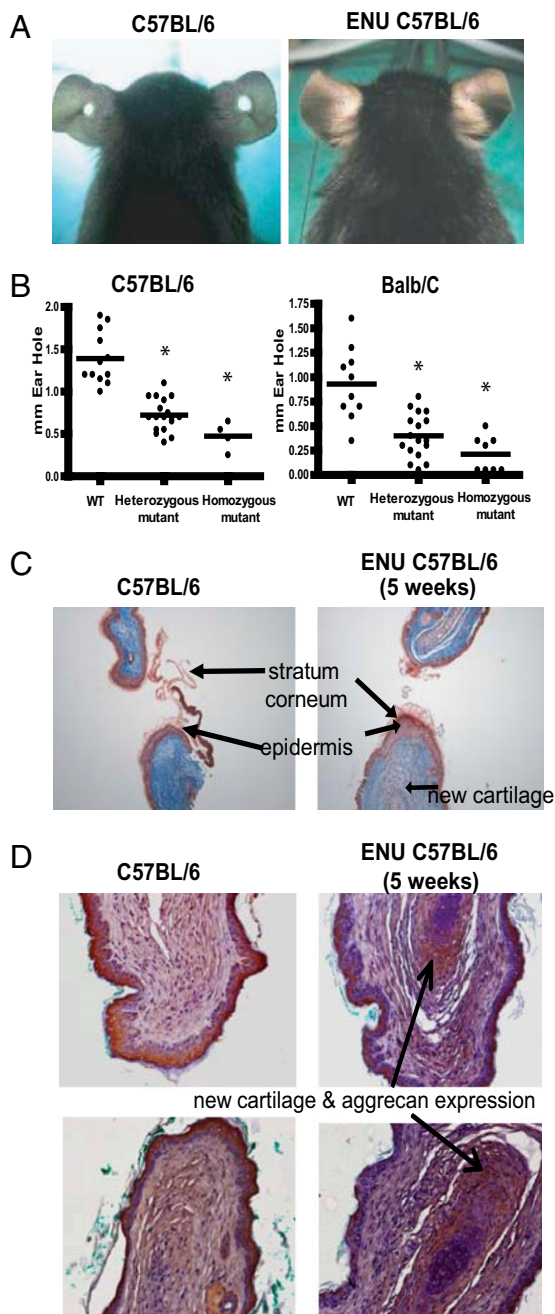 A
C57BL/6
ENU C57BL/6
B
C57BL/6
Balb/C
mm Ear Hole
2.0
1.5
1.0
0.5
0.0
*
*
WT
Heterozygous
mutant
Homozygous
mutant
mm Ear Hole
1.75
1.50
1.25
1.00
0.75
0.50
0.25
0.00
*
*
WT
Heterozygous
mutant
Homozygous
mutant
C
C57BL/6
ENU C57BL/6
(5 weeks)
stratum
corneum
epidermis
new cartilage
D
C57BL/6
ENU C57BL/6
(5 weeks)
new cartilage & aggrecan expression